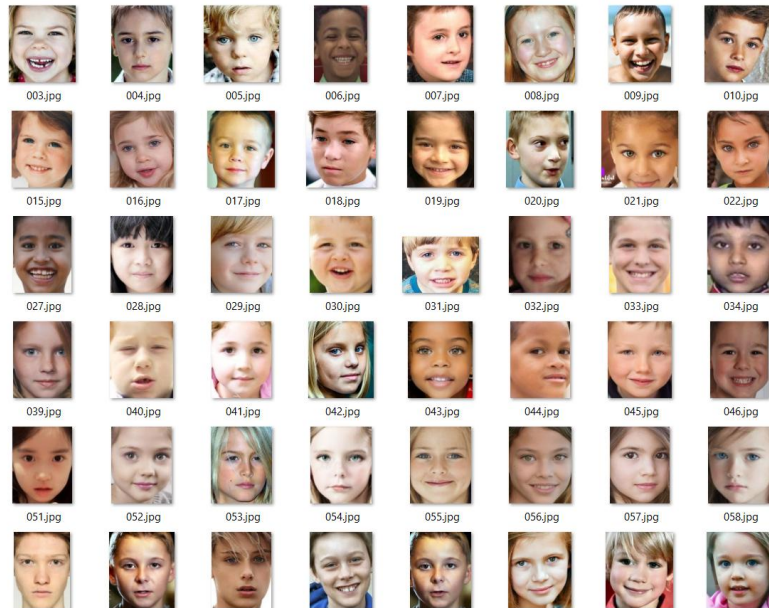 003.jpg 004.jpg 005.jpg 006.jpg 007.jpg 008.jpg 009.jpg 010.jpg
015.jpg 016.jpg 017.jpg 018.jpg 019.jpg 020.jpg 021.jpg 022.jpg
027.jpg 028.jpg 029.jpg 030.jpg 031.jpg 032.jpg 033.jpg 034.jpg
039.jpg 040.jpg 041.jpg 042.jpg 043.jpg 044.jpg 045.jpg 046.jpg
051.jpg 052.jpg 053.jpg 054.jpg 055.jpg 056.jpg 057.jpg 058.jpg